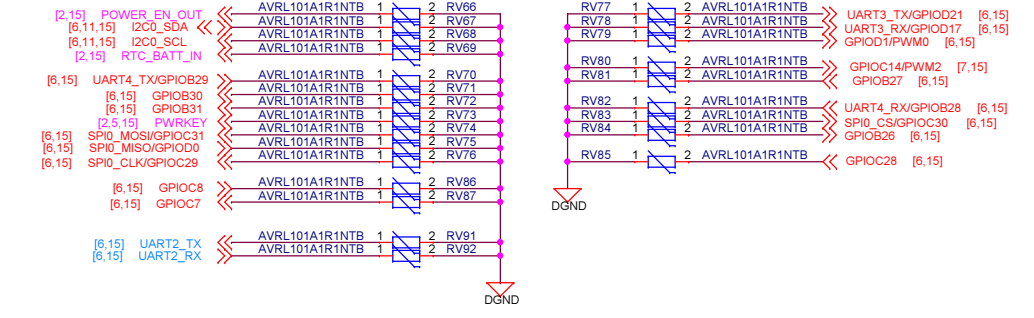 [2,15] POWER_EN_OUT AVRL101A1R1NTB 1 2 RV66
[6,11,15] I2C0_SDA AVRL101A1R1NTB 1 2 RV67
[6,11,15] I2C0_SCL AVRL101A1R1NTB 1 2 RV68
[2,15] RTC_BATT_IN AVRL101A1R1NTB 1 2 RV69
[6,15] UART4_TX/GPIOB29 AVRL101A1R1NTB 1 2 RV70
[6,15] GPIOB30 AVRL101A1R1NTB 1 2 RV71
[6,15] GPIOB31 AVRL101A1R1NTB 1 2 RV72
[2,5,15] PWRKEY AVRL101A1R1NTB 1 2 RV73
[6,15] SPI0_MOSI/GPIOC31 AVRL101A1R1NTB 1 2 RV74
[6,15] SPI0_MISO/GPIOD0 AVRL101A1R1NTB 1 2 RV75
[6,15] SPI0_CLK/GPIOC29 AVRL101A1R1NTB 1 2 RV76
[6,15] GPIOC8 AVRL101A1R1NTB 1 2 RV86
[6,15] GPIOC7 AVRL101A1R1NTB 1 2 RV87
[6,15] UART2_TX AVRL101A1R1NTB 1 2 RV91
[6,15] UART2_RX AVRL101A1R1NTB 1 2 RV92
DGND
RV77 1 2 AVRL101A1R1NTB UART3_TX/GPIOD21 [6,15]
RV78 1 2 AVRL101A1R1NTB UART3_RX/GPIOD17 [6,15]
RV79 1 2 AVRL101A1R1NTB GPIOD1/PWM0 [6,15]
RV80 1 2 AVRL101A1R1NTB GPIOC14/PWM2 [7,15]
RV81 1 2 AVRL101A1R1NTB GPIOB27 [6,15]
RV82 1 2 AVRL101A1R1NTB UART4_RX/GPIOB28 [6,15]
RV83 1 2 AVRL101A1R1NTB SPI0_CS/GPIOC30 [6,15]
RV84 1 2 AVRL101A1R1NTB GPIOB26 [6,15]
RV85 1 2 AVRL101A1R1NTB GPIOC28 [6,15]
DGND